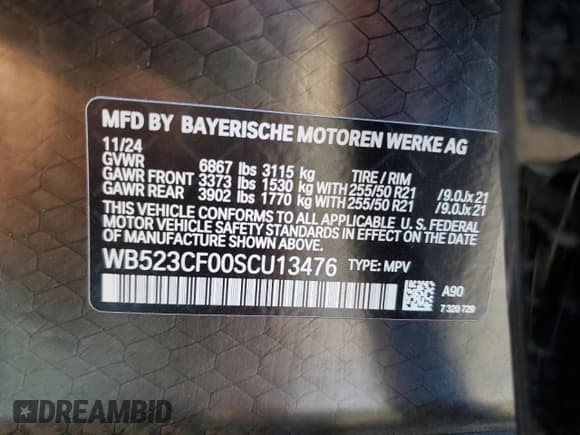 MFD BY BAYERISCHE MOTOREN WERKE AG
11/24
GVWR 6867 lbs 3115 kg TIRE / RIM
GAWR FRONT 3373 lbs 1530 kg WITH 255/50 R21 /9.0Jx21
GAWR REAR 3902 lbs 1770 kg WITH 255/50 R21 /9.0Jx21
THIS VEHICLE CONFORMS TO ALL APPLICABLE U.S. FEDERAL
MOTOR VEHICLE SAFETY STANDARDS IN EFFECT ON THE DATE OF
MANUFACTURE SHOWN ABOVE.
WB523CF00SCU13476 TYPE: MPV
A90
7 320 729
DREAMBID